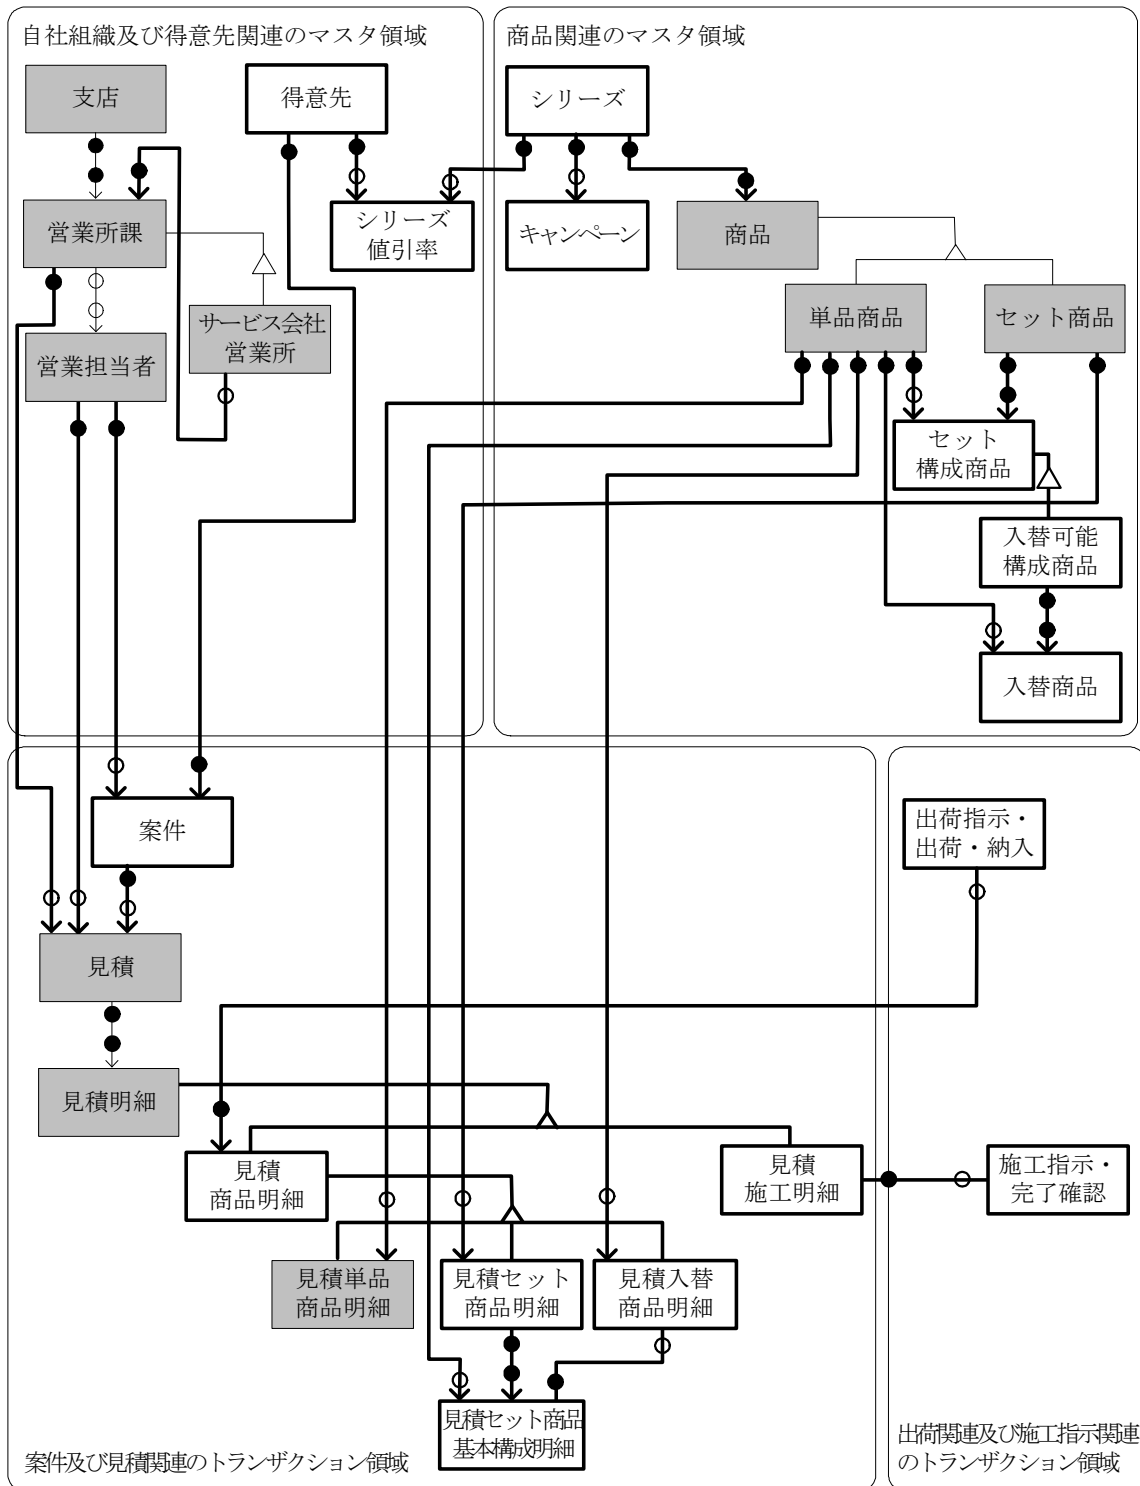 自社組織及び得意先関連のマスタ領域
商品関連のマスタ領域
支店
得意先
シリーズ
営業所課
シリーズ
値引率
キャンペーン
商品
サービス会社
営業所
単品商品
セット商品
営業担当者
セット
構成商品
入替可能
構成商品
入替商品
案件
出荷指示・
出荷・納入
見積
見積明細
見積
商品明細
見積
施工明細
施工指示・
完了確認
見積単品
商品明細
見積セット
商品明細
見積入替
商品明細
見積セット商品
基本構成明細
案件及び見積関連のトランザクション領域
出荷関連及び施工指示関連
のトランザクション領域